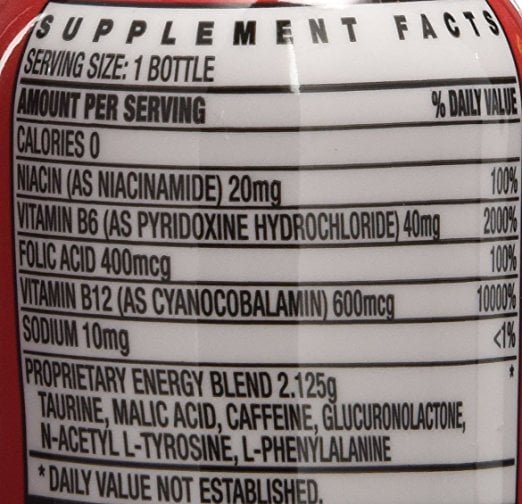 SUPPLEMENT FACTS
SERVING SIZE: 1 BOTTLE
AMOUNT PER SERVING % DAILY VALUE
CALORIES 0
NIACIN (AS NIACINAMIDE) 20mg 100%
VITAMIN B6 (AS PYRIDOXINE HYDROCHLORIDE) 40mg 2000%
FOLIC ACID 400mcg 100%
VITAMIN B12 (AS CYANOCOBALAMIN) 600mcg 10000%
SODIUM 10mg <1%
PROPRIETARY ENERGY BLEND 2.125g *
TAURINE, MALIC ACID, CAFFEINE, GLUCURONOLACTONE,
N-ACETYL L-TYROSINE, L-PHENYLALANINE
* DAILY VALUE NOT ESTABLISHED.